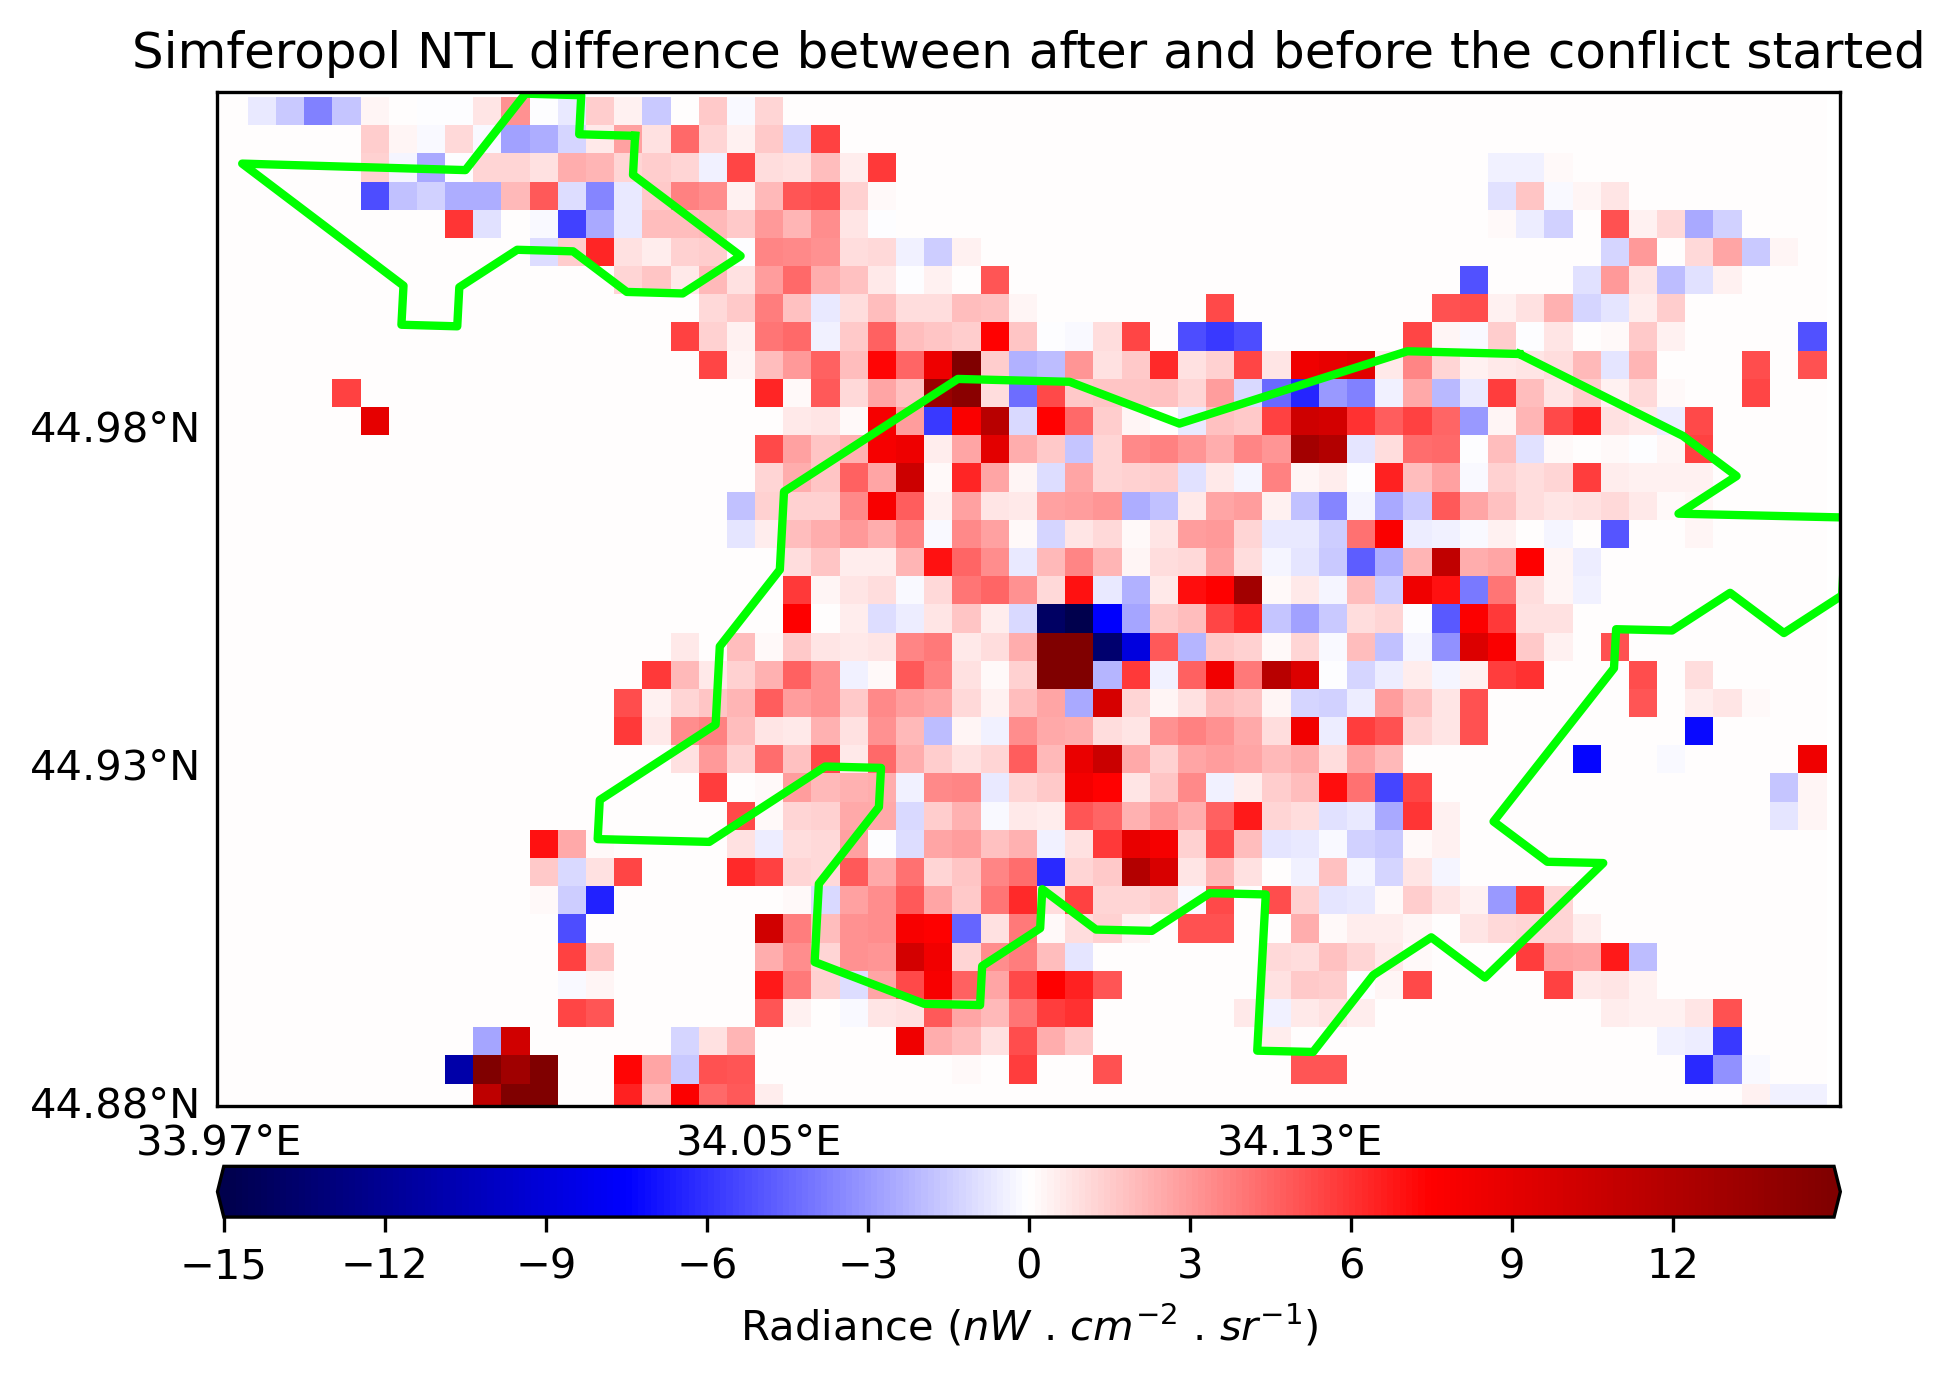 Simferopol NTL difference between after and before the conflict started
44.98°N
44.93°N
44.88°N
33.97°E 34.05°E 34.13°E
−15 −12 −9 −6 −3 0 3 6 9 12
Radiance (nW . cm⁻² . sr⁻¹)